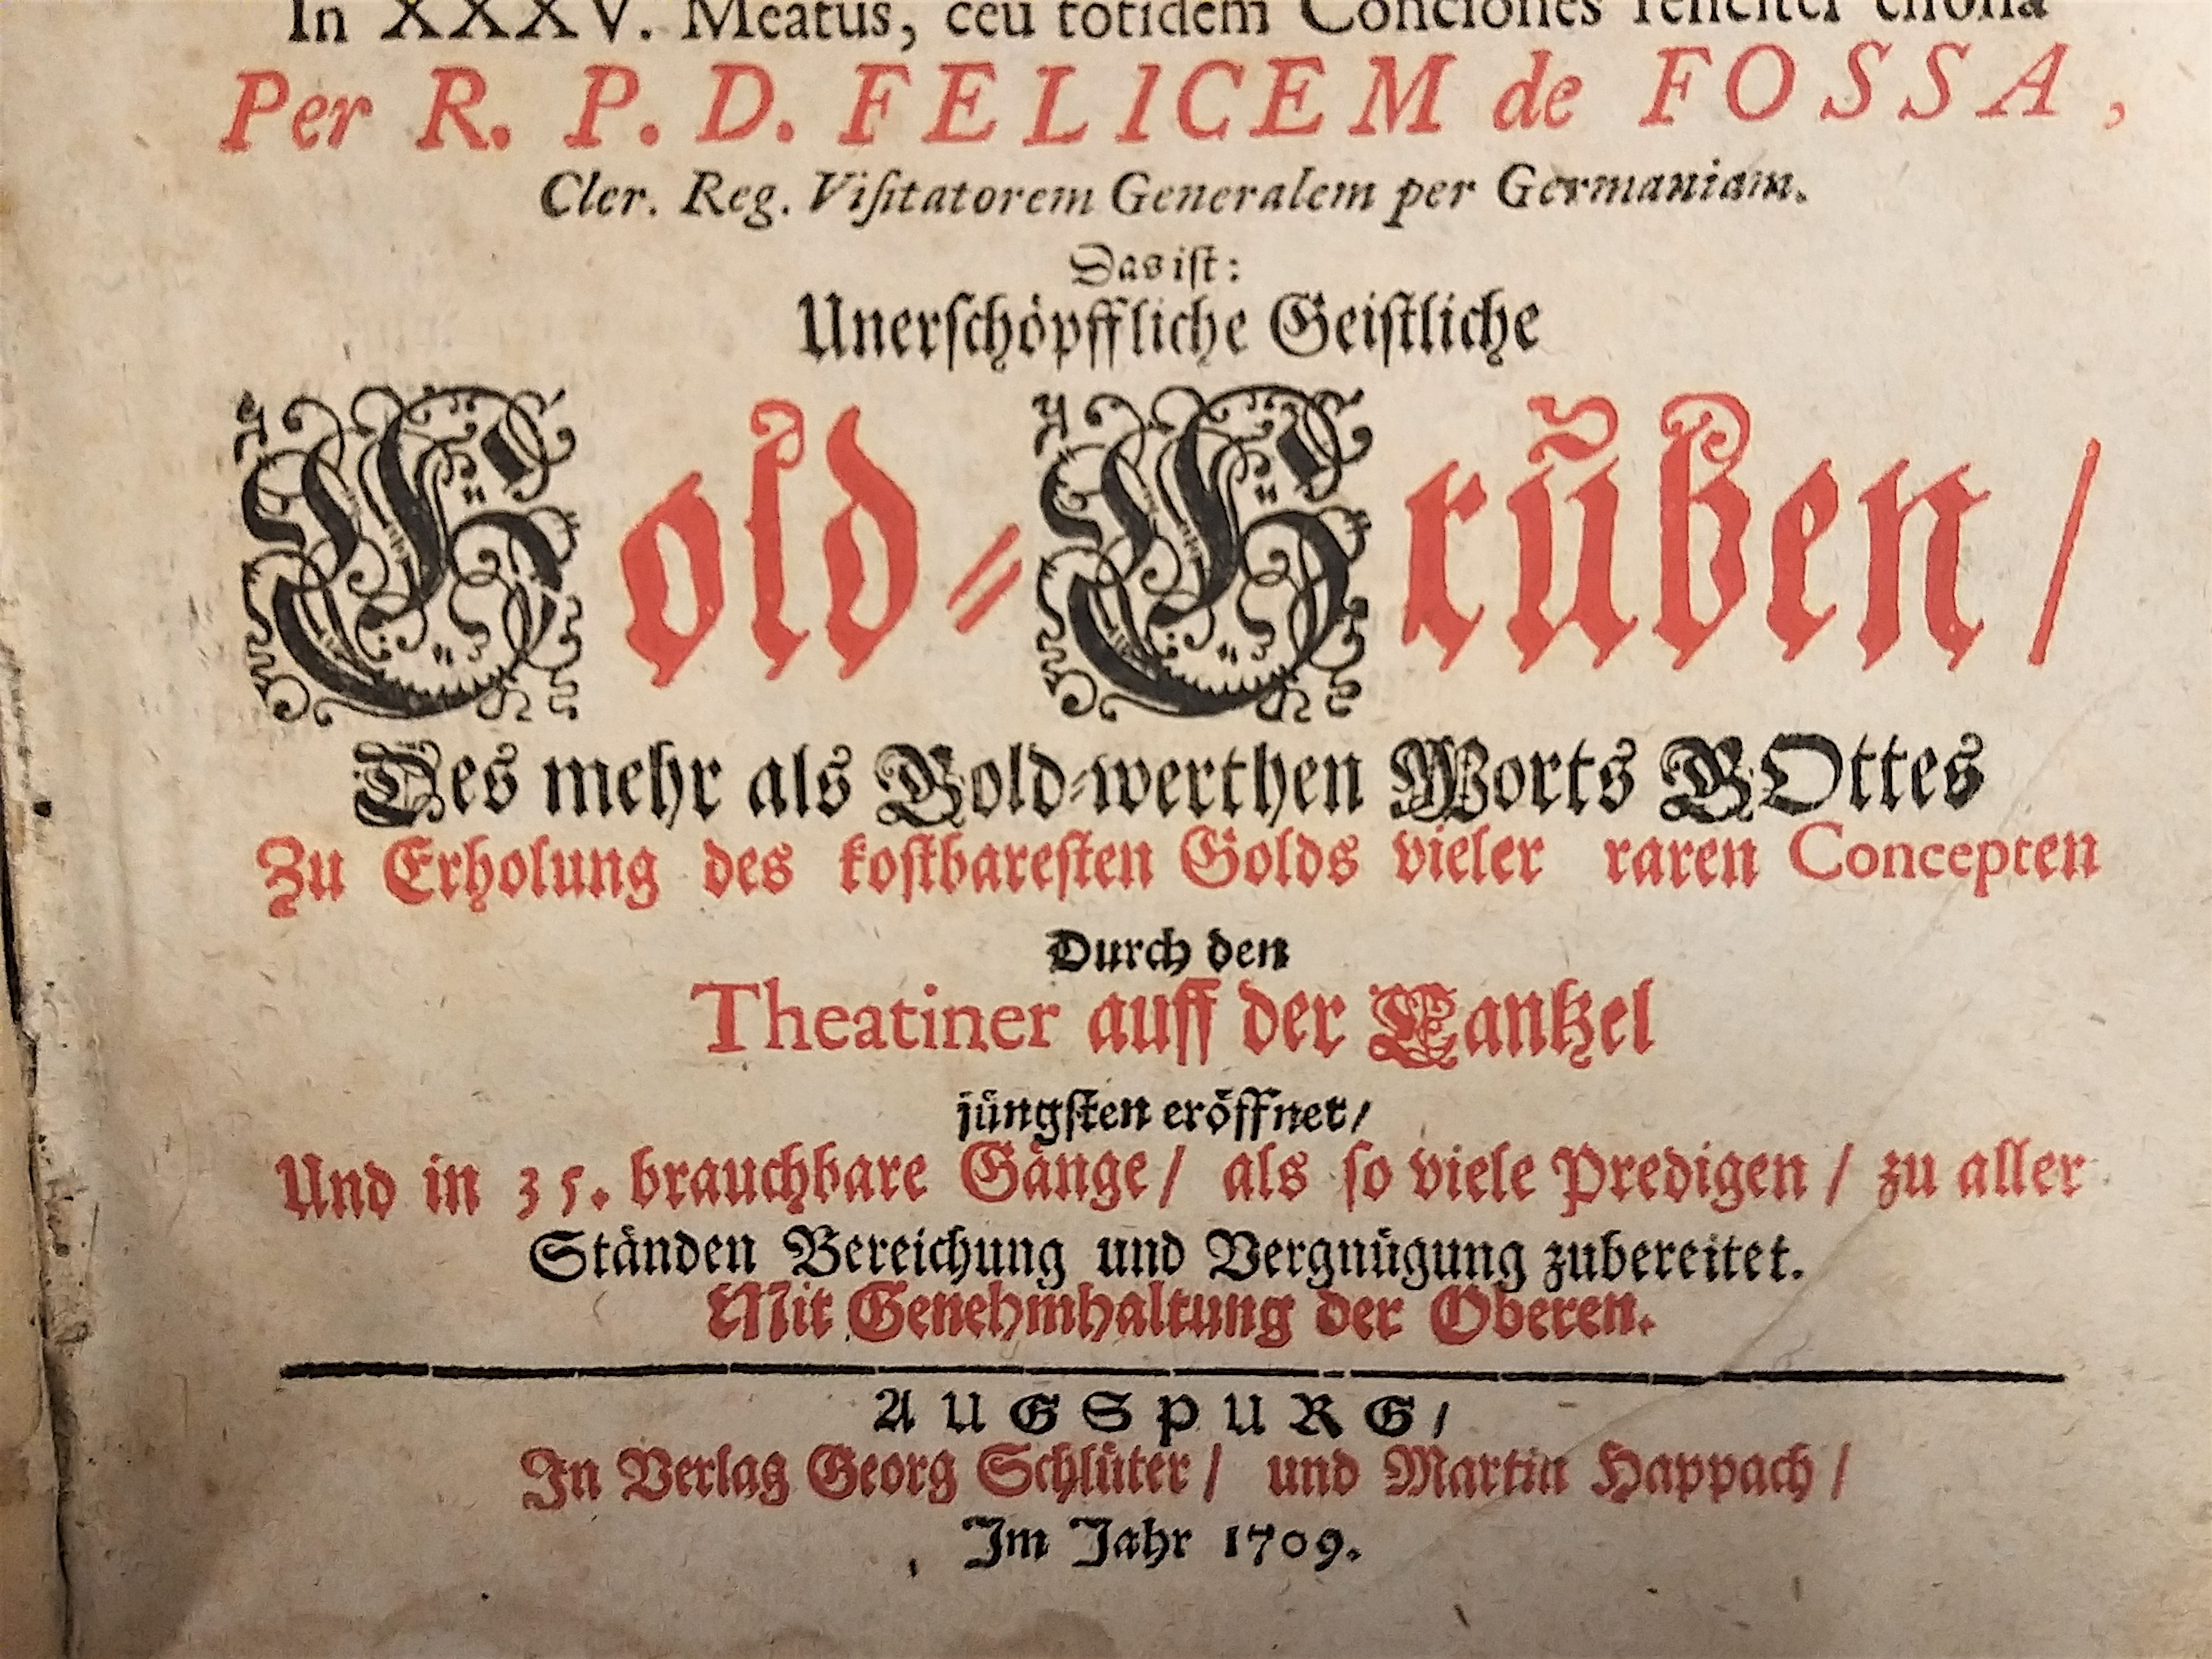 In XXXV. Meatus, ceu totidem Conciones feliciter effossa
Per R. P. D. FELICEM de FOSSA,
Cler. Reg. Viſitatorem Generalem per Germaniam.
Das iſt:
Unerſchöpffliche Geiſtliche
Gold-Grüben /
Des mehr als Gold-werthen Worts GOttes
Zu Erholung des koſtbareſten Golds vieler raren Concepten
Durch den
Theatiner auff der Cantzel
jüngſten eröffnet/
Und in 35. brauchbare Gänge / als ſo viele Predigen / zu aller
Ständen Bereichung und Vergnügung zubereitet.
Mit Genehmhaltung der Oberen.
AUGSPURG/
In Verlag Georg Schlüter / und Martin Happach /
Im Jahr 1709.